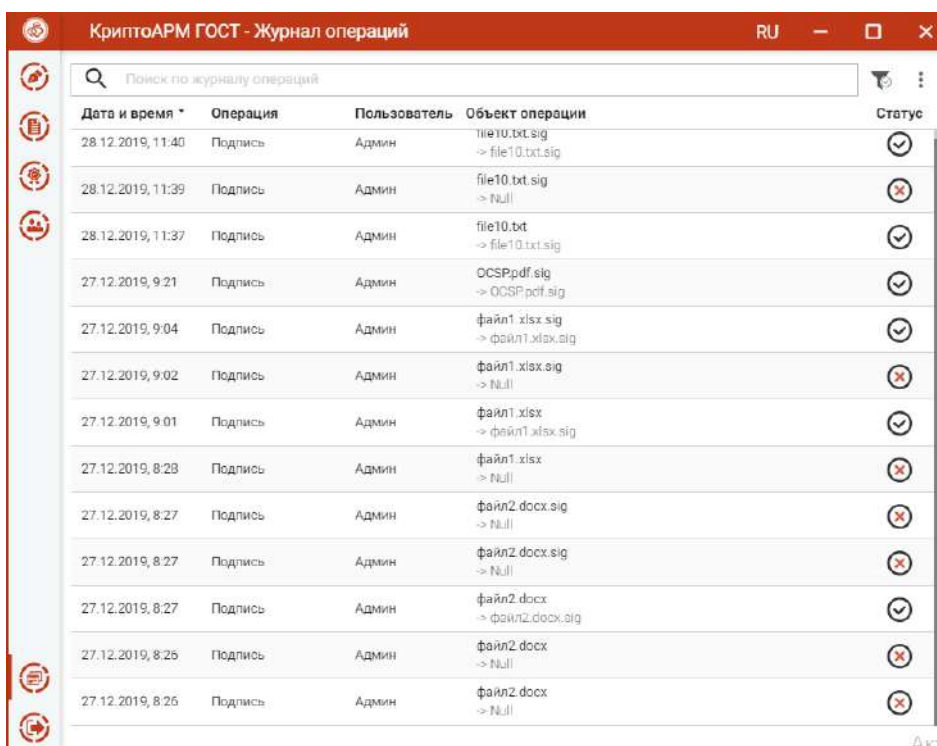 КриптоАРМ ГОСТ - Журнал операций RU
Поиск по журналу операций
Дата и время Операция Пользователь Объект операции Статус
28.12.2019, 11:40 Подпись Админ file10.txt.sig
-> file10.txt.sig
28.12.2019, 11:39 Подпись Админ file10.txt.sig
-> Null
28.12.2019, 11:37 Подпись Админ file10.txt
-> file10.txt.sig
27.12.2019, 9:21 Подпись Админ OCSP.pdf.sig
-> OCSP.pdf.sig
27.12.2019, 9:04 Подпись Админ файл1.xlsx.sig
-> файл1.xlsx.sig
27.12.2019, 9:02 Подпись Админ файл1.xlsx.sig
-> Null
27.12.2019, 9:01 Подпись Админ файл1.xlsx
-> файл1.xlsx.sig
27.12.2019, 8:28 Подпись Админ файл1.xlsx
-> Null
27.12.2019, 8:27 Подпись Админ файл2.docx.sig
-> Null
27.12.2019, 8:27 Подпись Админ файл2.docx.sig
-> Null
27.12.2019, 8:27 Подпись Админ файл2.docx
-> файл2.docx.sig
27.12.2019, 8:26 Подпись Админ файл2.docx
-> Null
27.12.2019, 8:26 Подпись Админ файл2.docx
-> Null